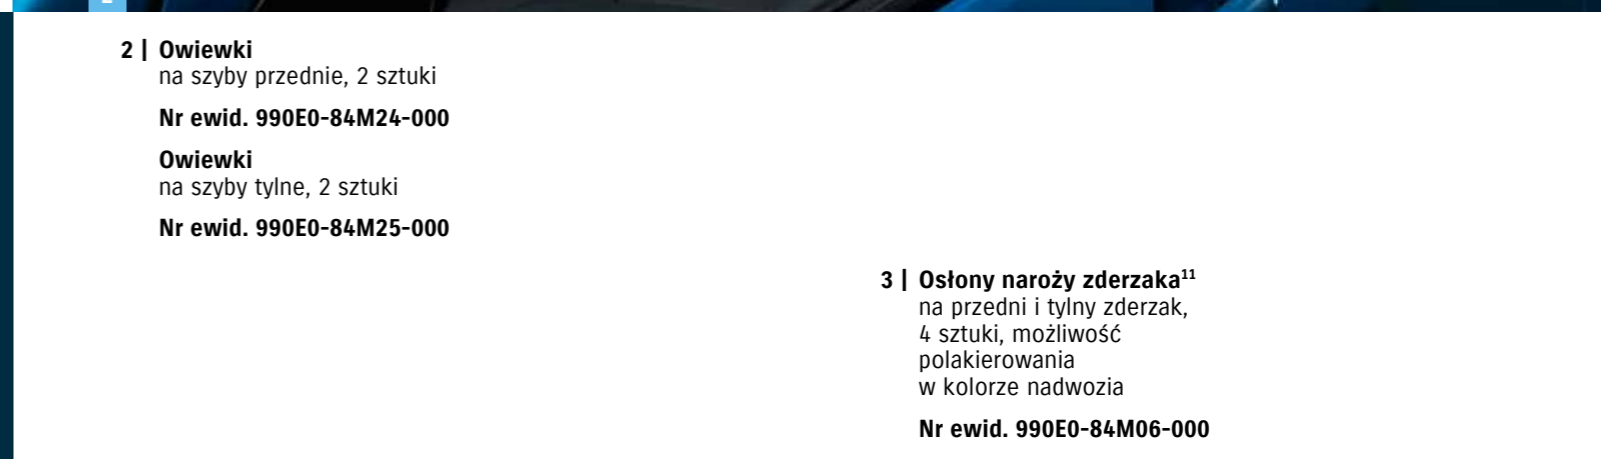 2 | Owiewki
na szyby przednie, 2 sztuki
Nr ewid. 990E0-84M24-000
Owiewki
na szyby tylne, 2 sztuki
Nr ewid. 990E0-84M25-000
3 | Osłony naroży zderzaka¹¹
na przedni i tylny zderzak,
4 sztuki, możliwość
polakierowania
w kolorze nadwozia
Nr ewid. 990E0-84M06-000